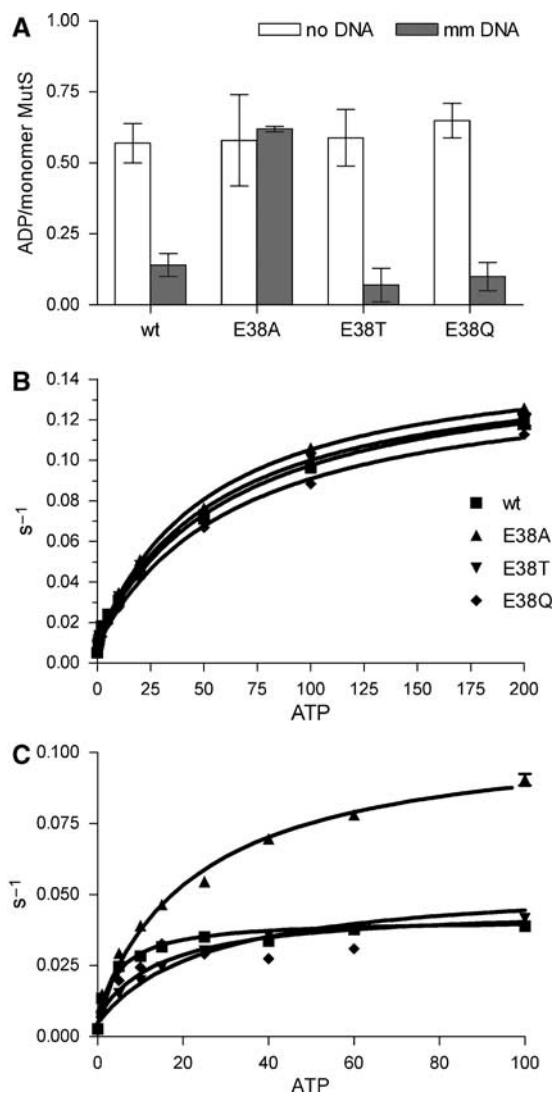 A
no DNA
mm DNA
ADP/monomer MutS
1.00
0.75
0.50
0.25
0.00
wt
E38A
E38T
E38Q
B
s⁻¹
0.14
0.12
0.10
0.08
0.06
0.04
0.02
0.00
wt
E38A
E38T
E38Q
0
25
50
75
100
125
150
175
200
ATP
C
s⁻¹
0.100
0.075
0.050
0.025
0.000
0
20
40
60
80
100
ATP